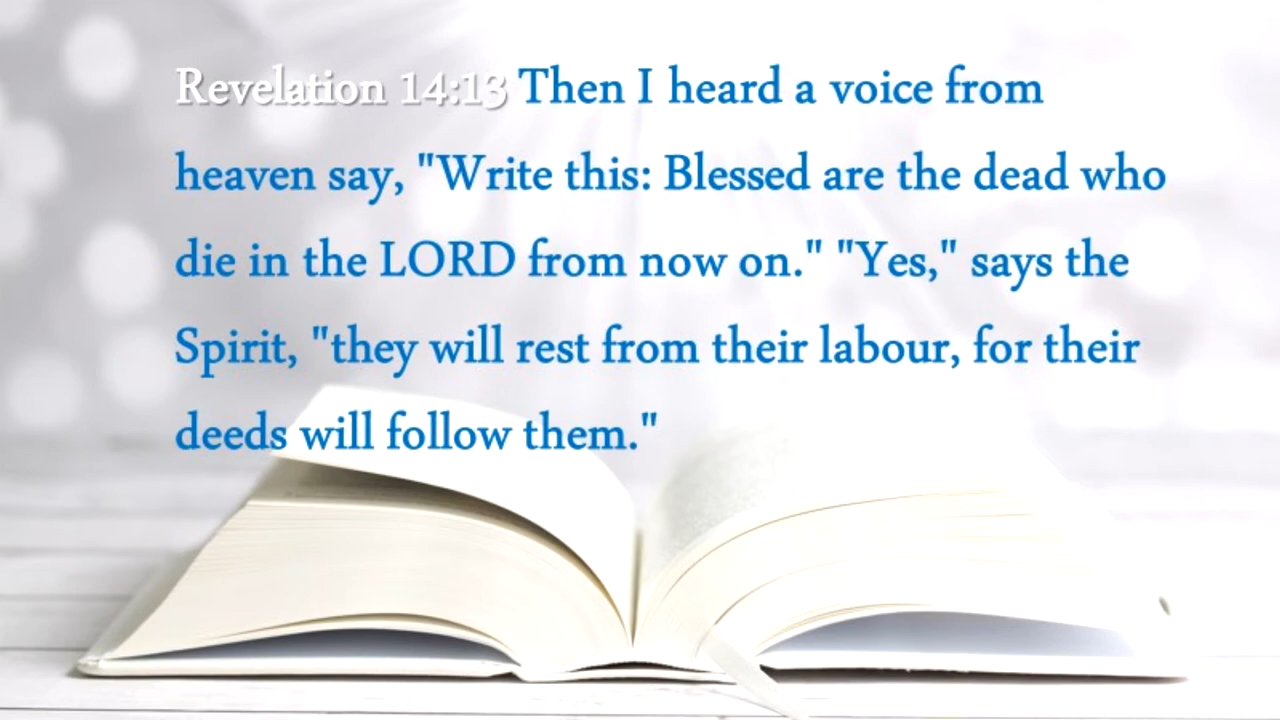 Revelation 14:13 Then I heard a voice from
heaven say, "Write this: Blessed are the dead who
die in the LORD from now on." "Yes," says the
Spirit, "they will rest from their labour, for their
deeds will follow them."